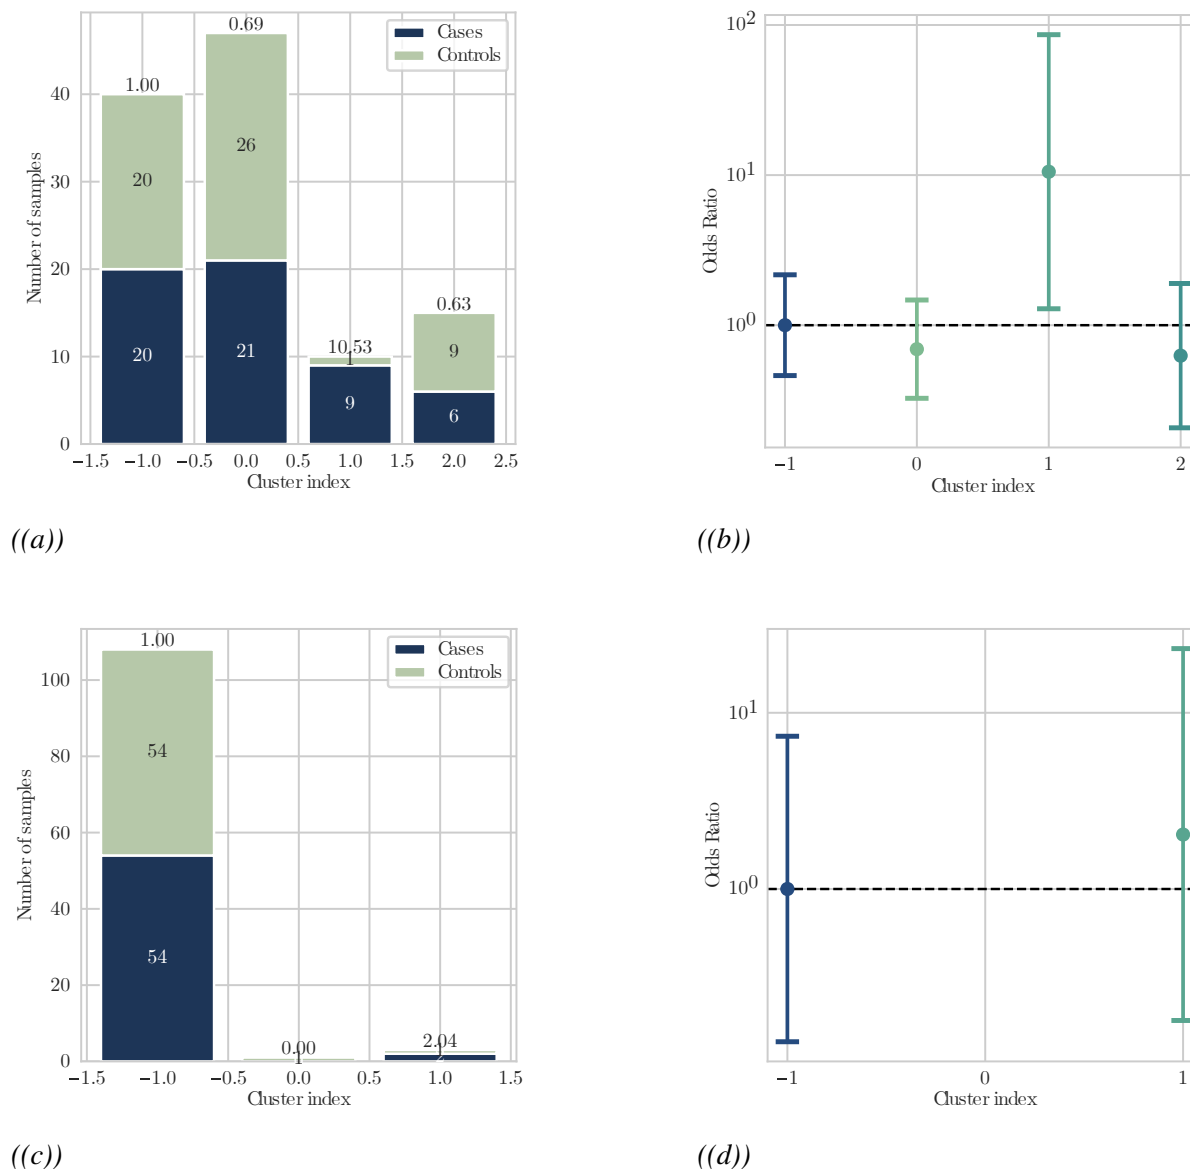 0.69
Cases
Controls
1.00
10.53
0.63
20
26
1
9
20
21
9
6
Number of samples
40
30
20
10
0
−1.5 −1.0 −0.5 0.0 0.5 1.0 1.5 2.0 2.5
Cluster index
((a))
10^2
10^1
10^0
Odds Ratio
−1 0 1 2
Cluster index
((b))
1.00
Cases
Controls
54
54
0.00
1
2.04
1
2
Number of samples
100
80
60
40
20
0
−1.5 −1.0 −0.5 0.0 0.5 1.0 1.5
Cluster index
((c))
10^1
10^0
Odds Ratio
−1 0 1
Cluster index
((d))